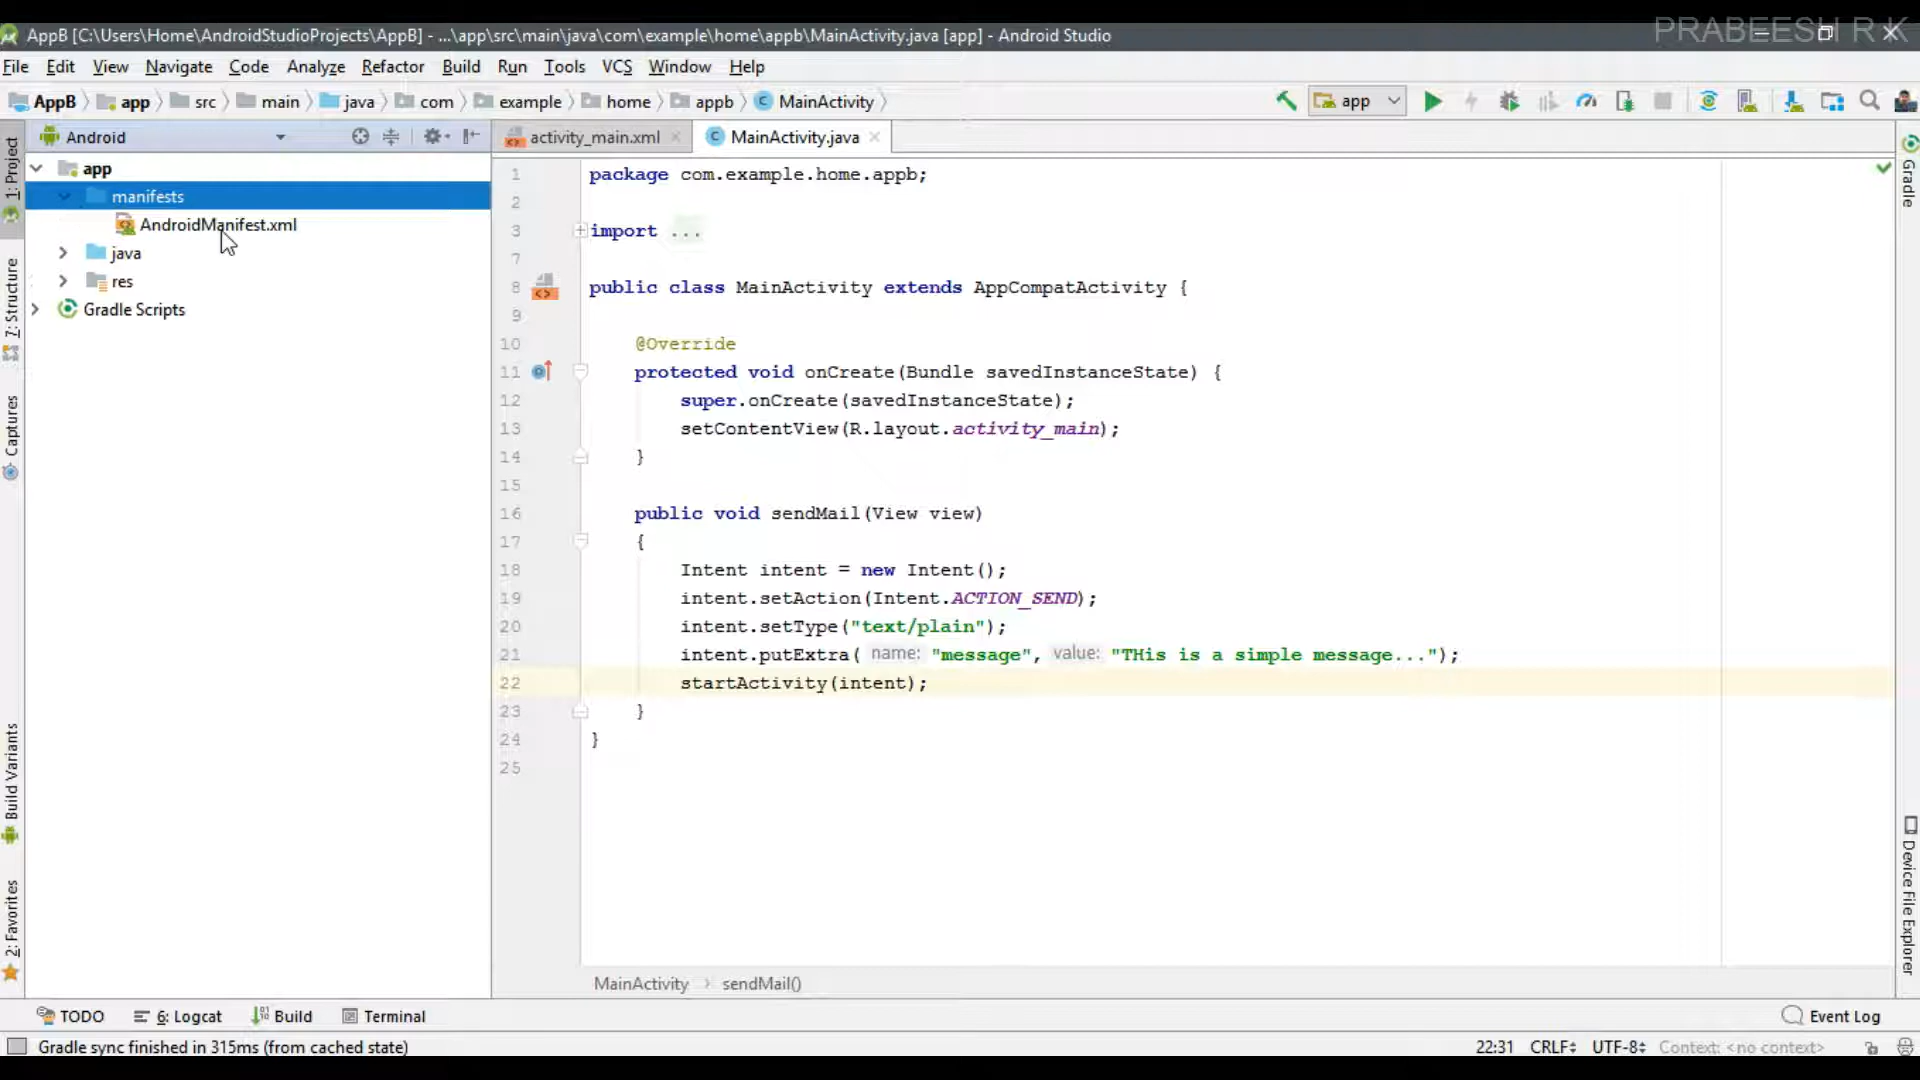 PRABEESH R K
AppB [C:\Users\Home\AndroidStudioProjects\AppB] - ...\app\src\main\java\com\example\home\appb\MainActivity.java [app] - Android Studio
File Edit View Navigate Code Analyze Refactor Build Run Tools VCS Window Help
AppB app src main java com example home appb MainActivity
app
Android
activity_main.xml
MainActivity.java
1: Project
7: Structure
Captures
Build Variants
2: Favorites
app
manifests
AndroidManifest.xml
java
res
Gradle Scripts
1 package com.example.home.appb;
2
3 import ...
7
8 public class MainActivity extends AppCompatActivity {
9
10 @Override
11 protected void onCreate(Bundle savedInstanceState) {
12 super.onCreate(savedInstanceState);
13 setContentView(R.layout.activity_main);
14 }
15
16 public void sendMail(View view)
17 {
18 Intent intent = new Intent();
19 intent.setAction(Intent.ACTION_SEND);
20 intent.setType("text/plain");
21 intent.putExtra( name: "message", value: "THis is a simple message...");
22 startActivity(intent);
23 }
24 }
25
Gradle
Device File Explorer
MainActivity > sendMail()
TODO 6: Logcat Build Terminal Event Log
Gradle sync finished in 315ms (from cached state) 22:31 CRLF UTF-8 Context: <no context>